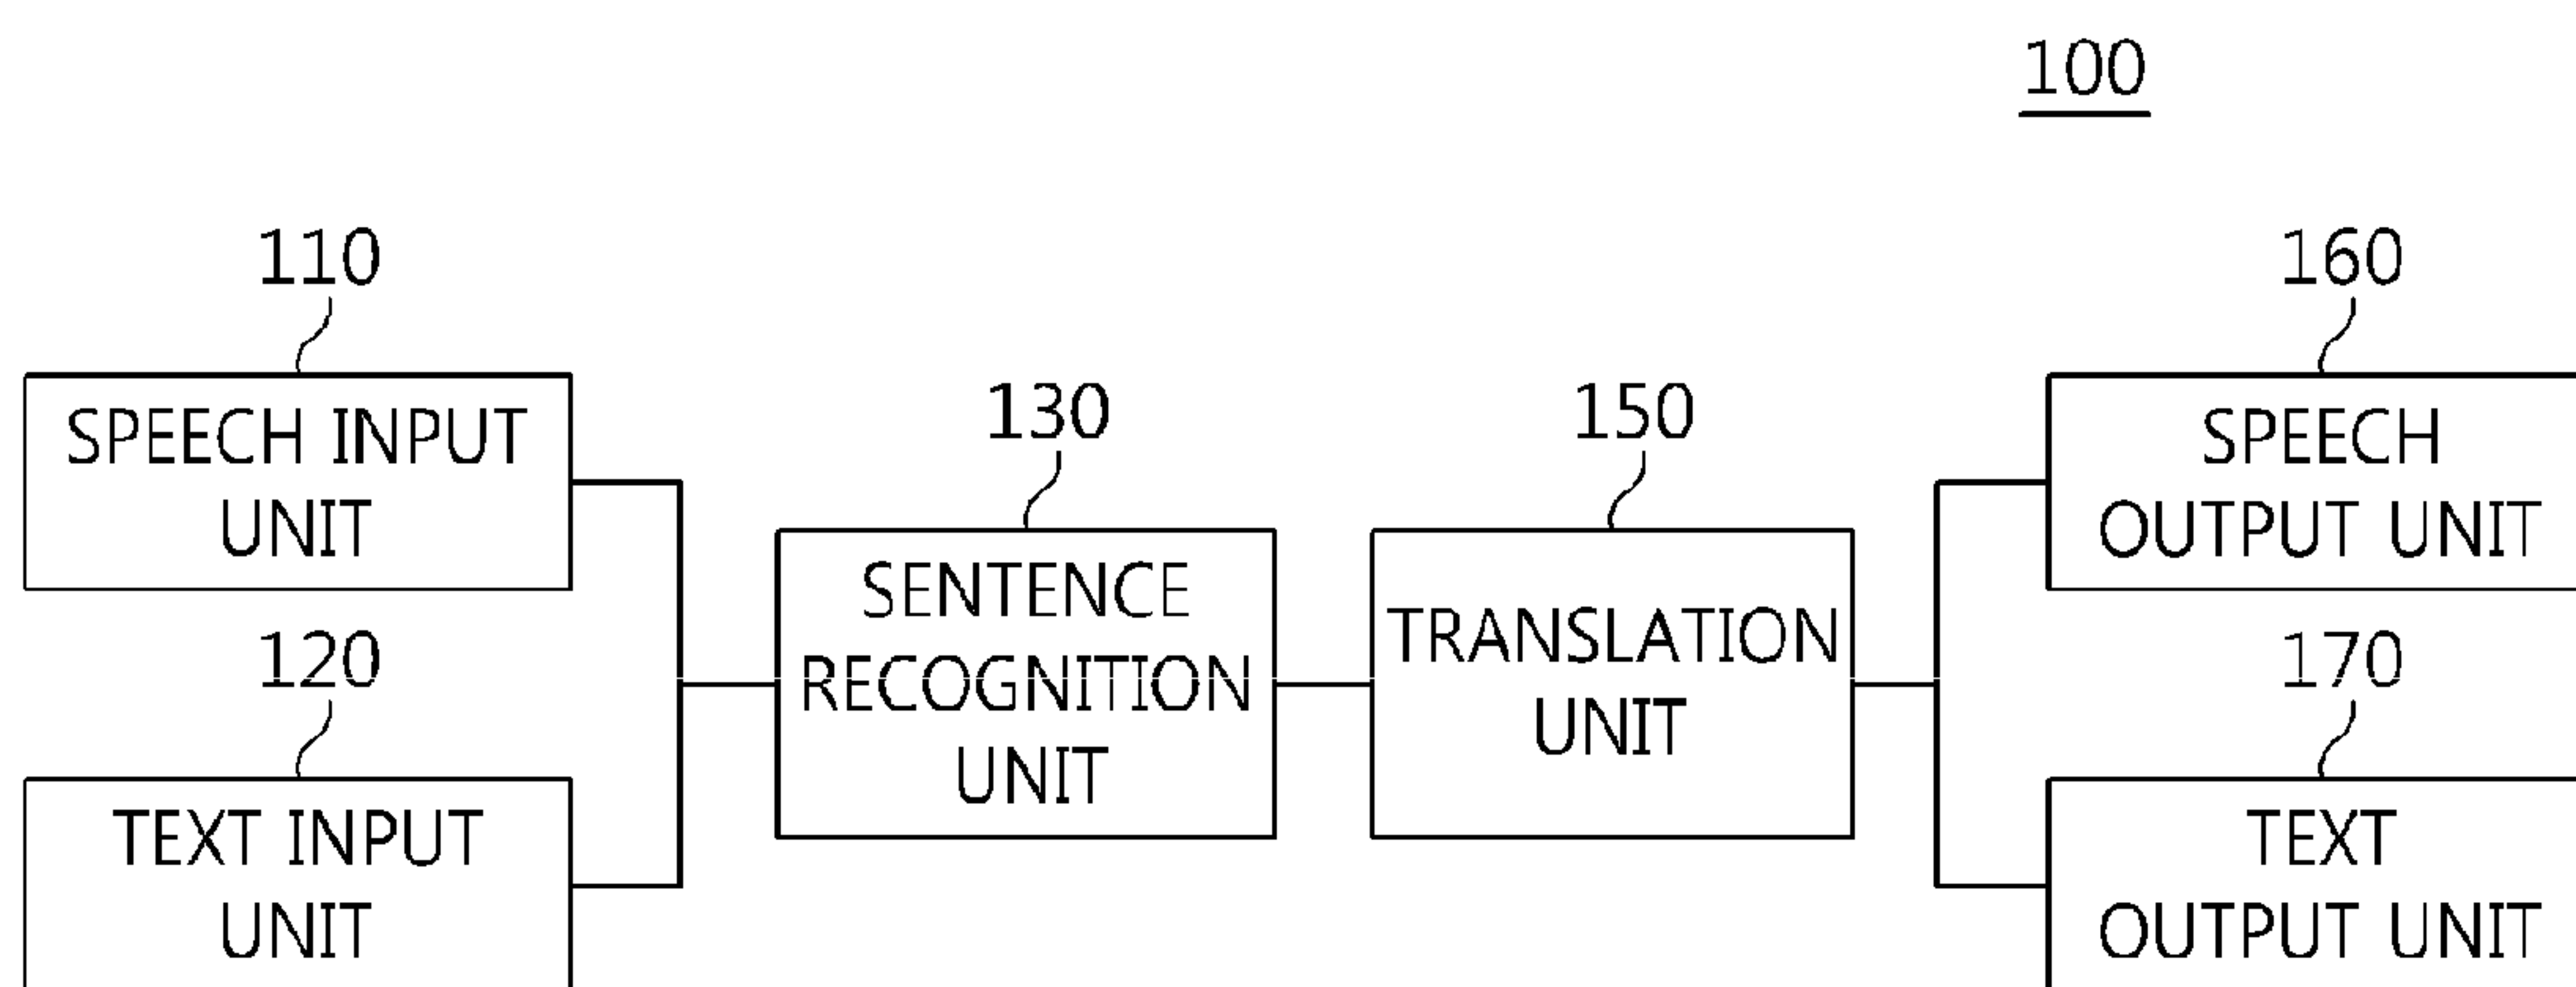 100
110
SPEECH INPUT
UNIT
120
TEXT INPUT
UNIT
130
SENTENCE
RECOGNITION
UNIT
150
TRANSLATION
UNIT
160
SPEECH
OUTPUT UNIT
170
TEXT
OUTPUT UNIT